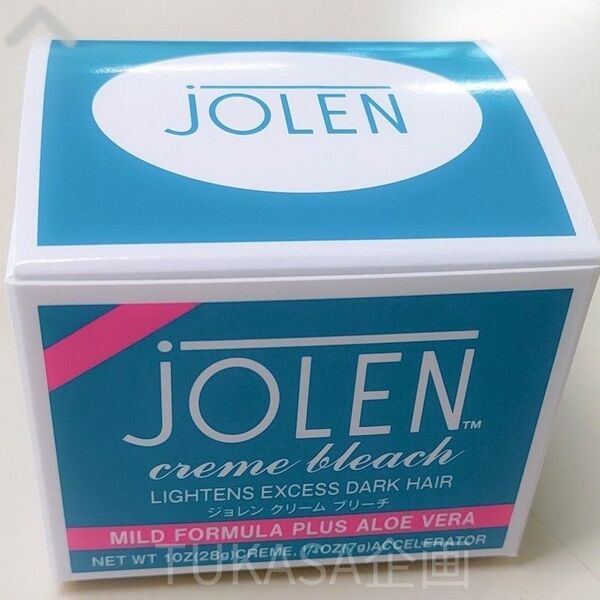 JOLEN
JOLEN™
creme bleach
LIGHTENS EXCESS DARK HAIR
ジョレン クリーム ブリーチ
MILD FORMULA PLUS ALOE VERA
NET WT 1OZ(28g)CREME, 1/4OZ(7g)ACCELERATOR
TUKASA企画